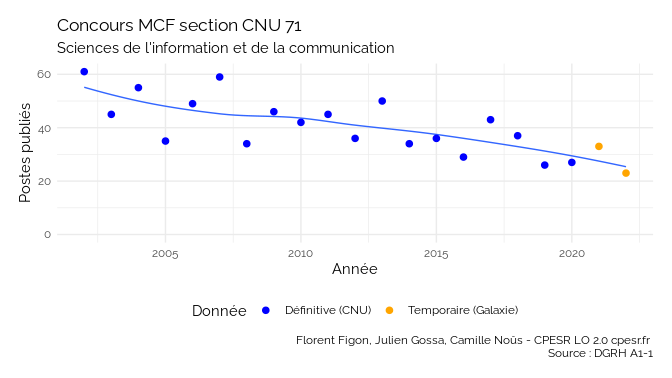 Concours MCF section CNU 71
Sciences de l'information et de la communication
Postes publiés
60
40
20
0
2005 2010 2015 2020
Année
Donnée Définitive (CNU) Temporaire (Galaxie)
Florent Figon, Julien Gossa, Camille Noûs - CPESR LO 2.0 cpesr.fr
Source : DGRH A1-1